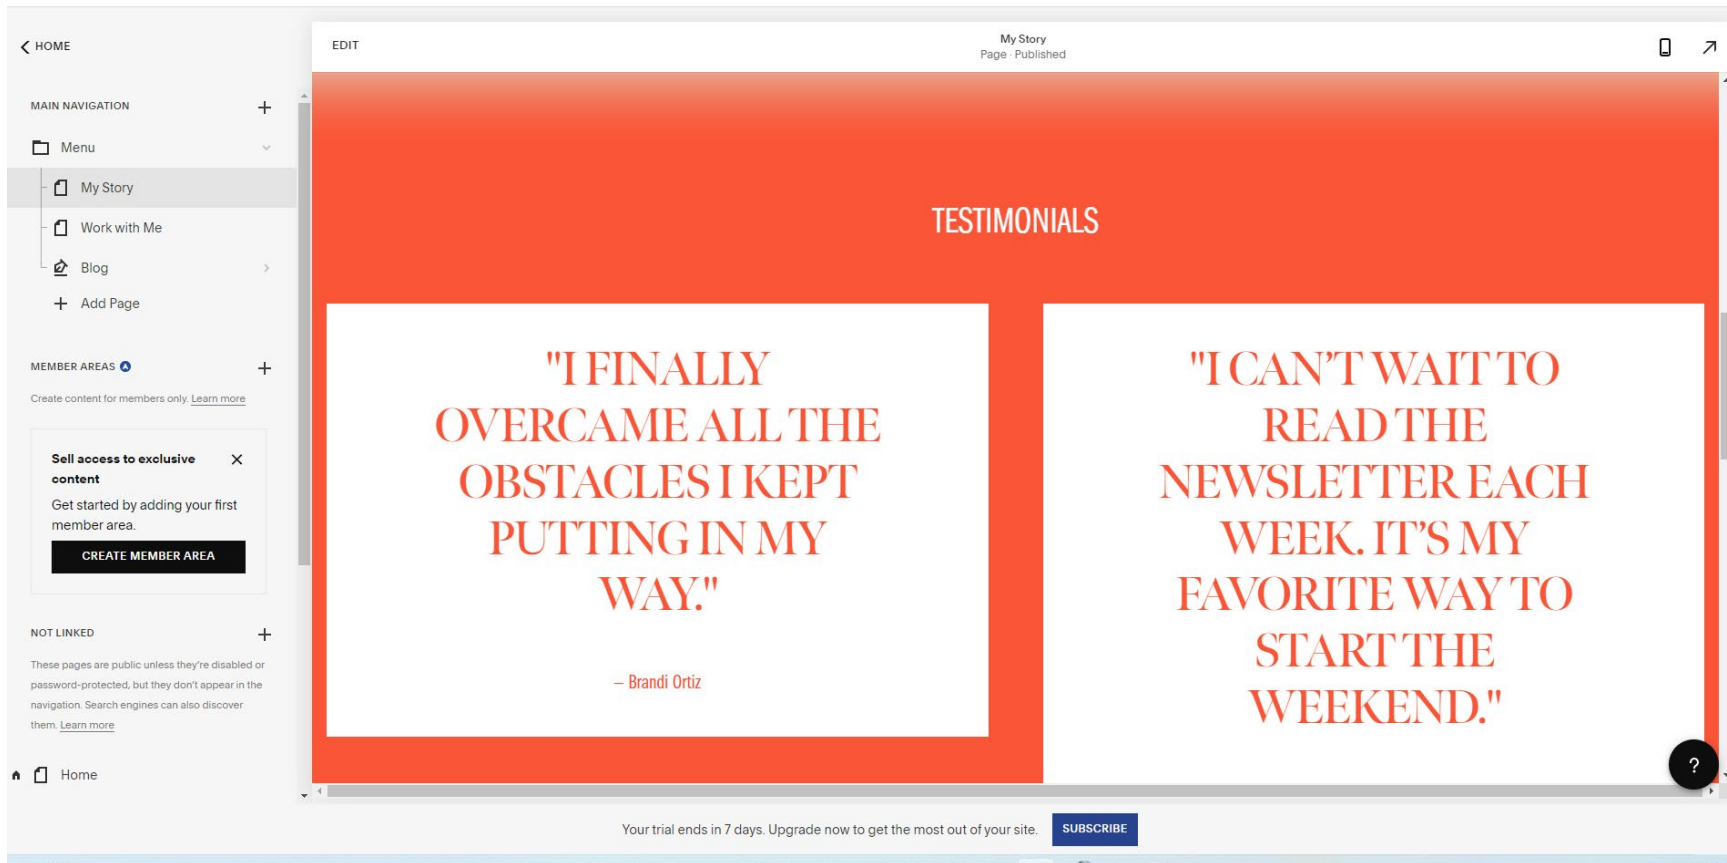 HOME
MAIN NAVIGATION
Menu
My Story
Work with Me
Blog
Add Page
MEMBER AREAS
Create content for members only. Learn more
Sell access to exclusive
content
Get started by adding your first
member area.
CREATE MEMBER AREA
NOT LINKED
These pages are public unless they're disabled or
password-protected, but they don't appear in the
navigation. Search engines can also discover
them. Learn more
Home
EDIT
My Story
Page · Published
TESTIMONIALS
"I FINALLY
OVERCAME ALL THE
OBSTACLES I KEPT
PUTTING IN MY
WAY."
– Brandi Ortiz
"I CAN’T WAIT TO
READ THE
NEWSLETTER EACH
WEEK. IT’S MY
FAVORITE WAY TO
START THE
WEEKEND."
?
Your trial ends in 7 days. Upgrade now to get the most out of your site.
SUBSCRIBE